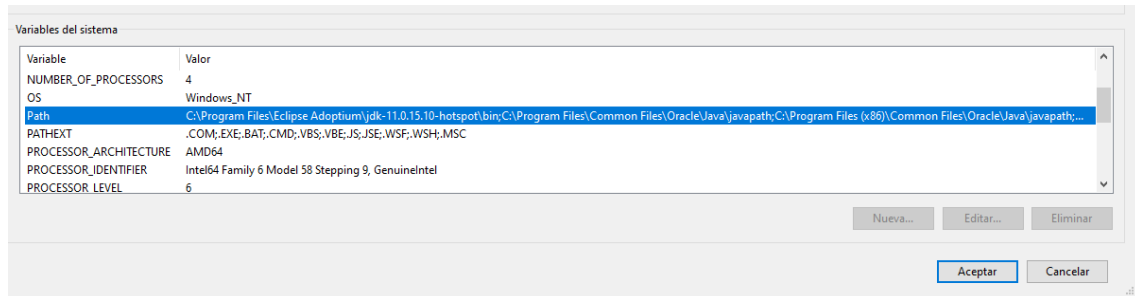 Variables del sistema
Variable Valor
NUMBER_OF_PROCESSORS 4
OS Windows_NT
Path C:\Program Files\Eclipse Adoptium\jdk-11.0.15.10-hotspot\bin;C:\Program Files\Common Files\Oracle\Java\javapath;C:\Program Files (x86)\Common Files\Oracle\Java\javapath;...
PATHEXT .COM;.EXE;.BAT;.CMD;.VBS;.VBE;.JS;.JSE;.WSF;.WSH;.MSC
PROCESSOR_ARCHITECTURE AMD64
PROCESSOR_IDENTIFIER Intel64 Family 6 Model 58 Stepping 9, GenuineIntel
PROCESSOR_LEVEL 6
Nueva... Editar... Eliminar
Aceptar Cancelar